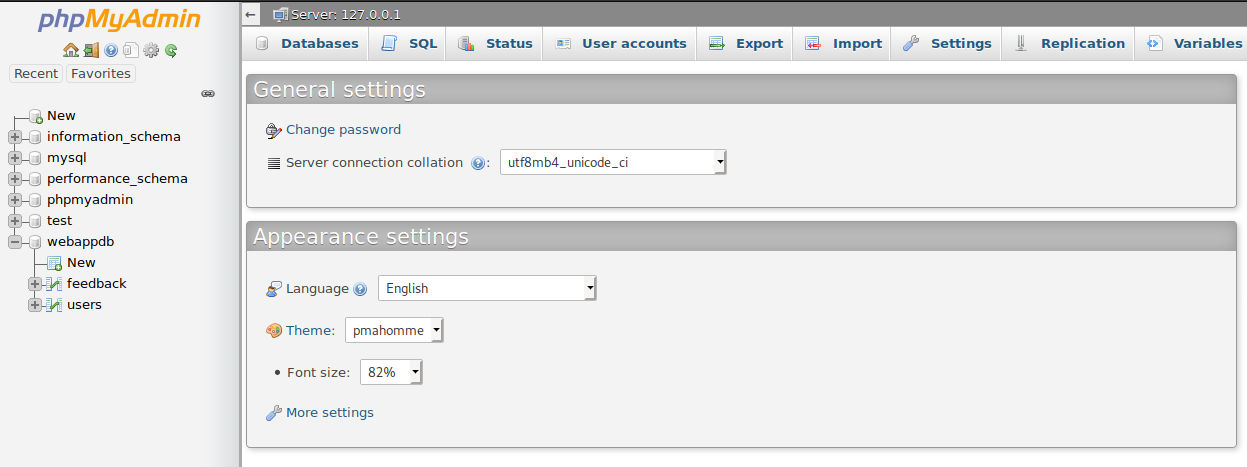 phpMyAdmin
Recent Favorites
New
information_schema
mysql
performance_schema
phpmyadmin
test
webappdb
New
feedback
users
Server: 127.0.0.1
Databases SQL Status User accounts Export Import Settings Replication Variables
General settings
Change password
Server connection collation : utf8mb4_unicode_ci
Appearance settings
Language English
Theme: pmahomme
• Font size: 82%
More settings